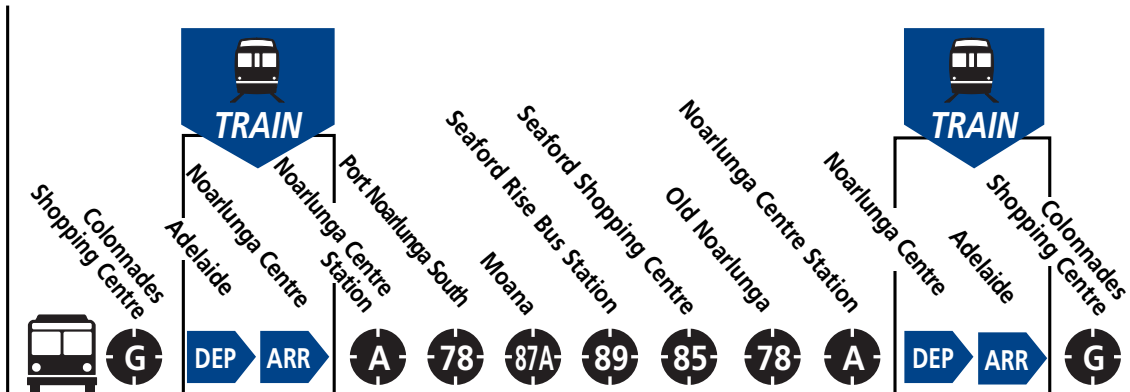 TRAIN
TRAIN
Colonnades
Shopping Centre
Adelaide
Noarlunga Centre
Noarlunga Centre
Station
Port Noarlunga South
Moana
Seaford Rise Bus Station
Seaford Shopping Centre
Old Noarlunga
Noarlunga Centre Station
Noarlunga Centre
Adelaide
Colonnades
Shopping Centre
G
DEP
ARR
A
78
87A
89
85
78
A
DEP
ARR
G